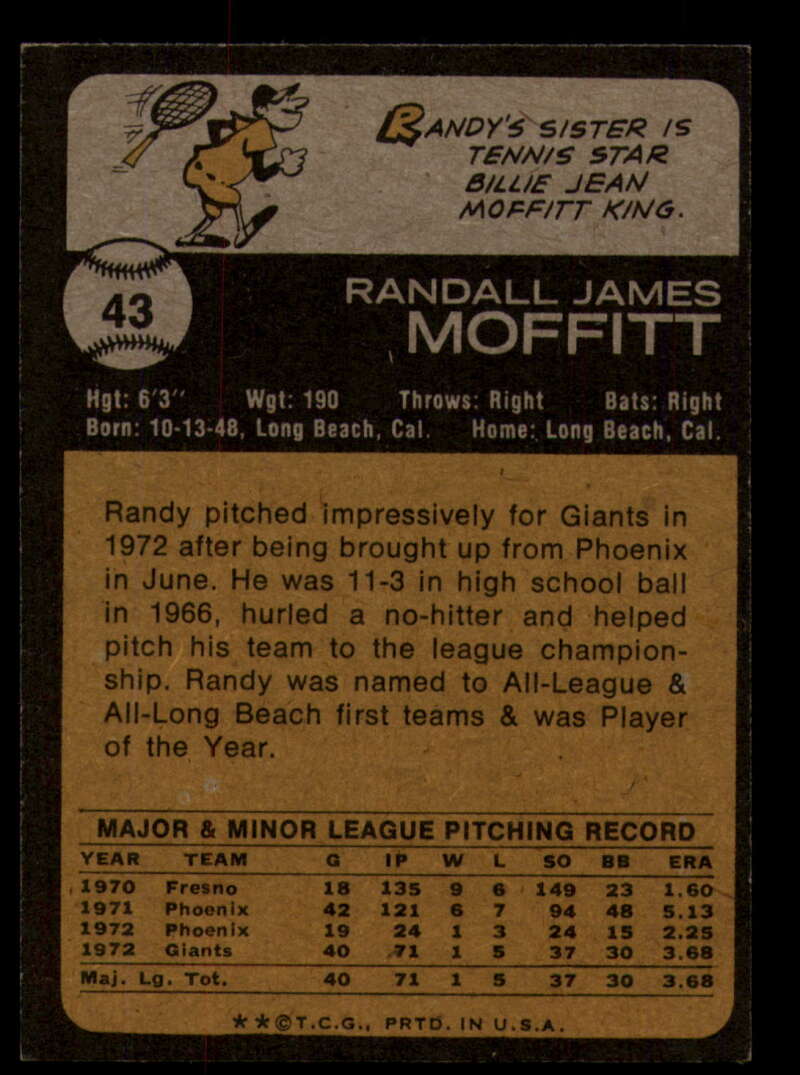 RANDY'S SISTER IS
TENNIS STAR
BILLIE JEAN
MOFFITT KING.
43
RANDALL JAMES
MOFFITT
Hgt: 6'3" Wgt: 190 Throws: Right Bats: Right
Born: 10-13-48, Long Beach, Cal. Home: Long Beach, Cal.
Randy pitched impressively for Giants in
1972 after being brought up from Phoenix
in June. He was 11-3 in high school ball
in 1966, hurled a no-hitter and helped
pitch his team to the league champion-
ship. Randy was named to All-League &
All-Long Beach first teams & was Player
of the Year.
MAJOR & MINOR LEAGUE PITCHING RECORD
YEAR TEAM G IP W L SO BB ERA
1970 Fresno 18 135 9 6 149 23 1.60
1971 Phoenix 42 121 6 7 94 48 5.13
1972 Phoenix 19 24 1 3 24 15 2.25
1972 Giants 40 71 1 5 37 30 3.68
Maj. Lg. Tot. 40 71 1 5 37 30 3.68
**©T.C.G., PRTD. IN U.S.A.